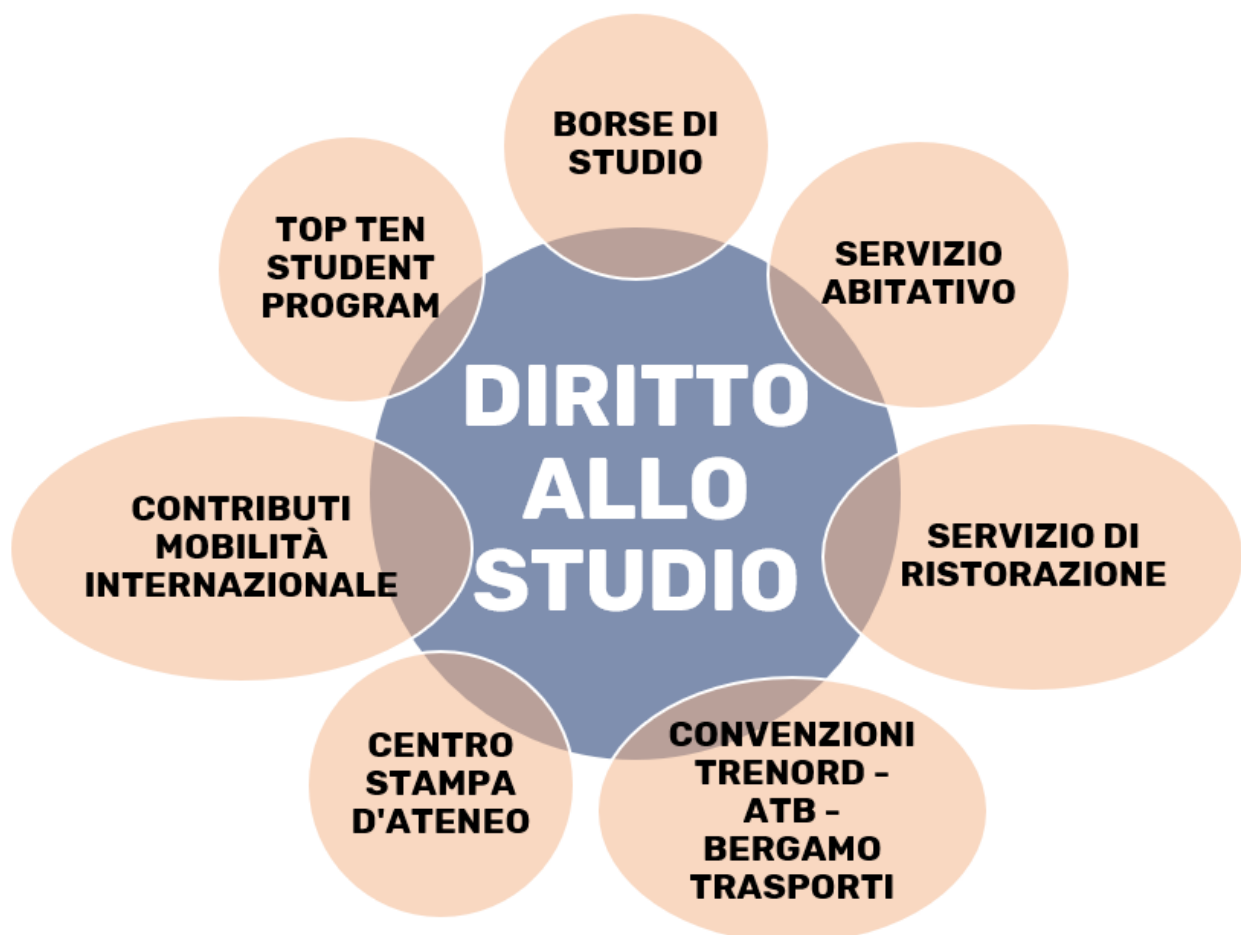 BORSE DI
STUDIO
TOP TEN
STUDENT
PROGRAM
SERVIZIO
ABITATIVO
DIRITTO
ALLO
STUDIO
CONTRIBUTI
MOBILITÀ
INTERNAZIONALE
SERVIZIO DI
RISTORAZIONE
CENTRO
STAMPA
D'ATENEO
CONVENZIONI
TRENORD –
ATB –
BERGAMO
TRASPORTI